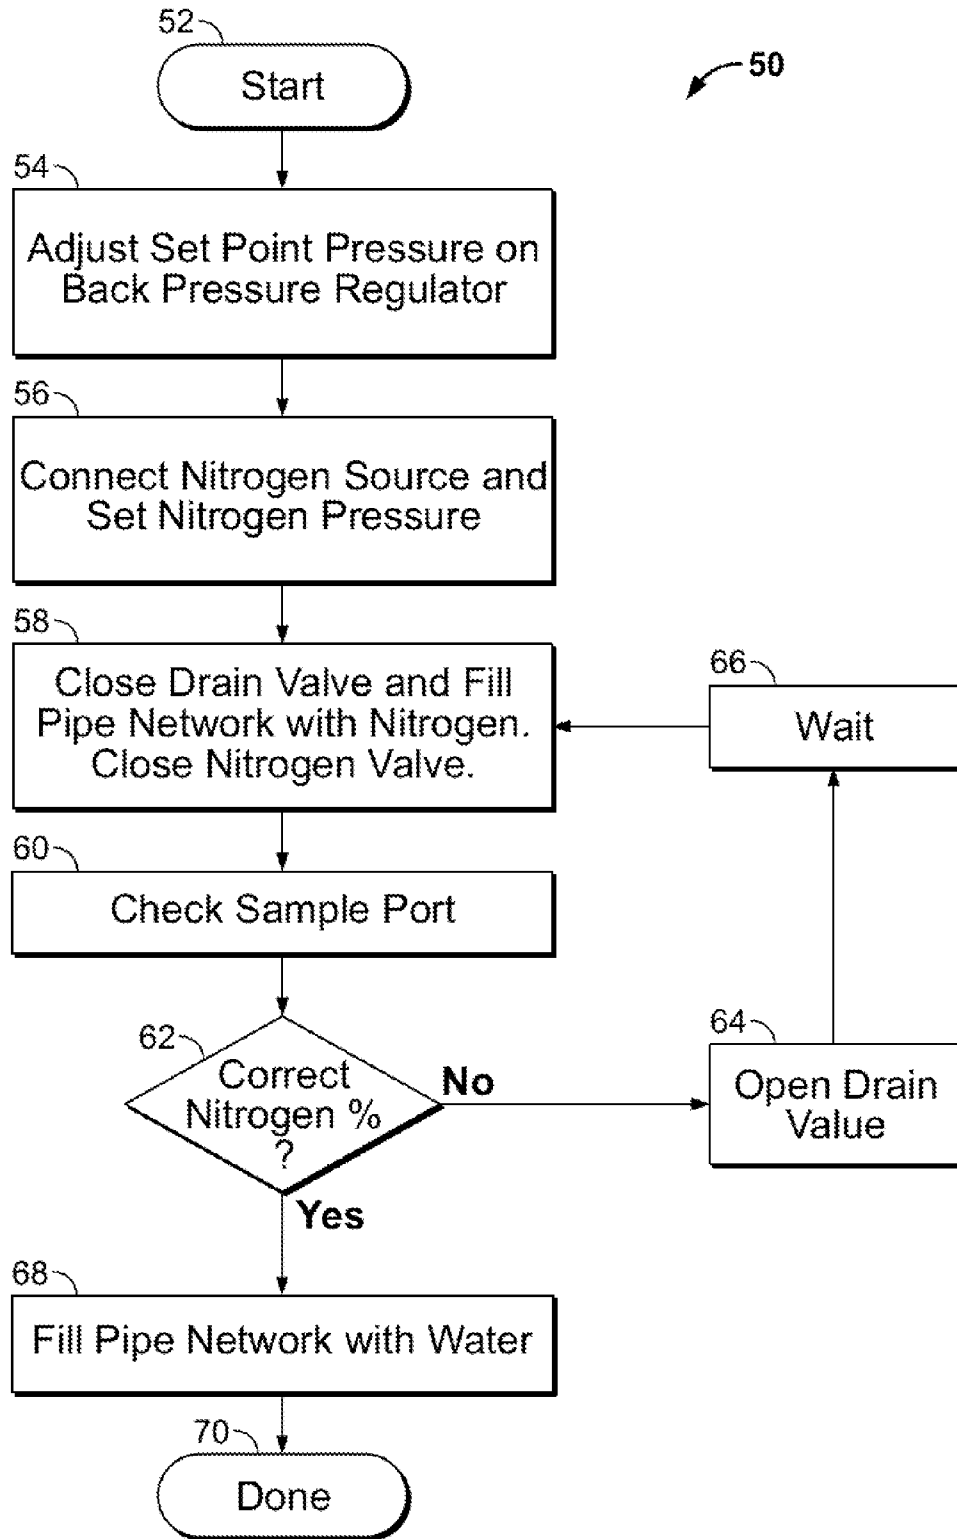 52
Start
50
54
Adjust Set Point Pressure on
Back Pressure Regulator
56
Connect Nitrogen Source and
Set Nitrogen Pressure
58
Close Drain Valve and Fill
Pipe Network with Nitrogen.
Close Nitrogen Valve.
66
Wait
60
Check Sample Port
62
Correct
Nitrogen %
?
No
Yes
64
Open Drain
Value
68
Fill Pipe Network with Water
70
Done